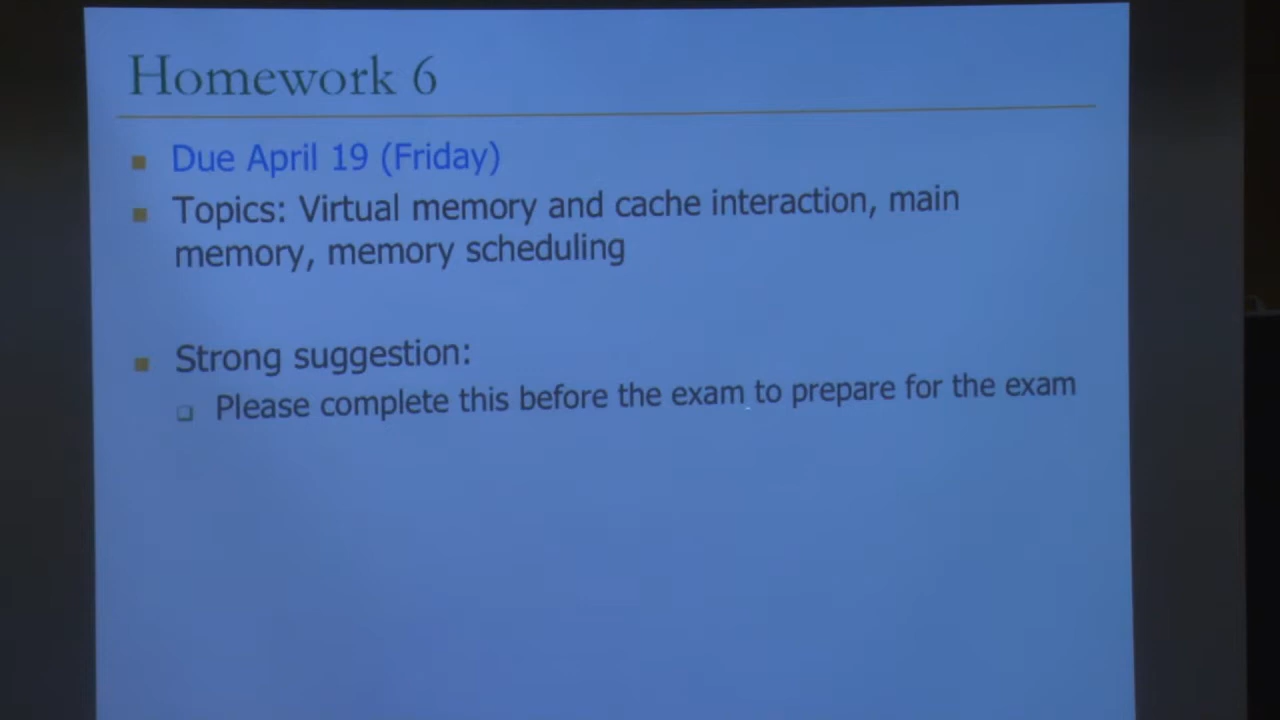 Homework 6
Due April 19 (Friday)
Topics: Virtual memory and cache interaction, main
memory, memory scheduling
Strong suggestion:
Please complete this before the exam to prepare for the exam